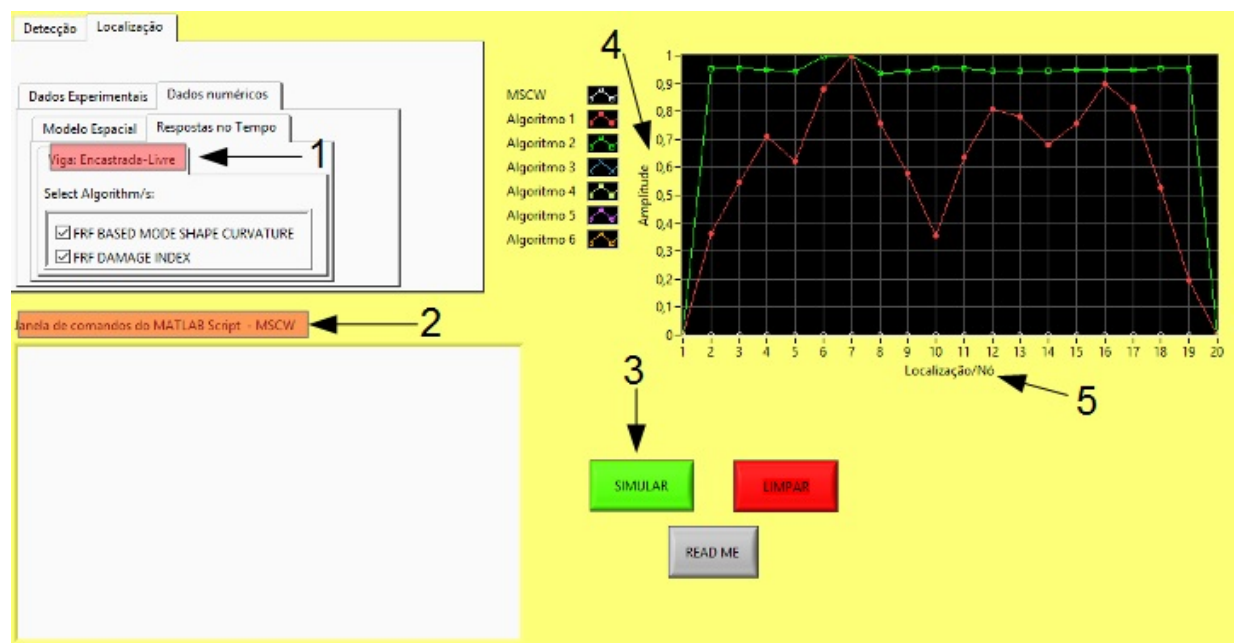 Detecção Localização
Dados Experimentais Dados numéricos
Modelo Espacial Respostas no Tempo
Viga: Encastrada-Livre
1
Select Algorithm/s:
FRF BASED MODE SHAPE CURVATURE
FRF DAMAGE INDEX
Janela de comandos do MATLAB Script - MSCW
2
MSCW
Algoritmo 1
Algoritmo 2
Algoritmo 3
Algoritmo 4
Algoritmo 5
Algoritmo 6
4
Amplitude
1
0,9
0,8
0,7
0,6
0,5
0,4
0,3
0,2
0,1
0
1 2 3 4 5 6 7 8 9 10 11 12 13 14 15 16 17 18 19 20
Localização/Nó
5
3
SIMULAR
LIMPAR
READ ME